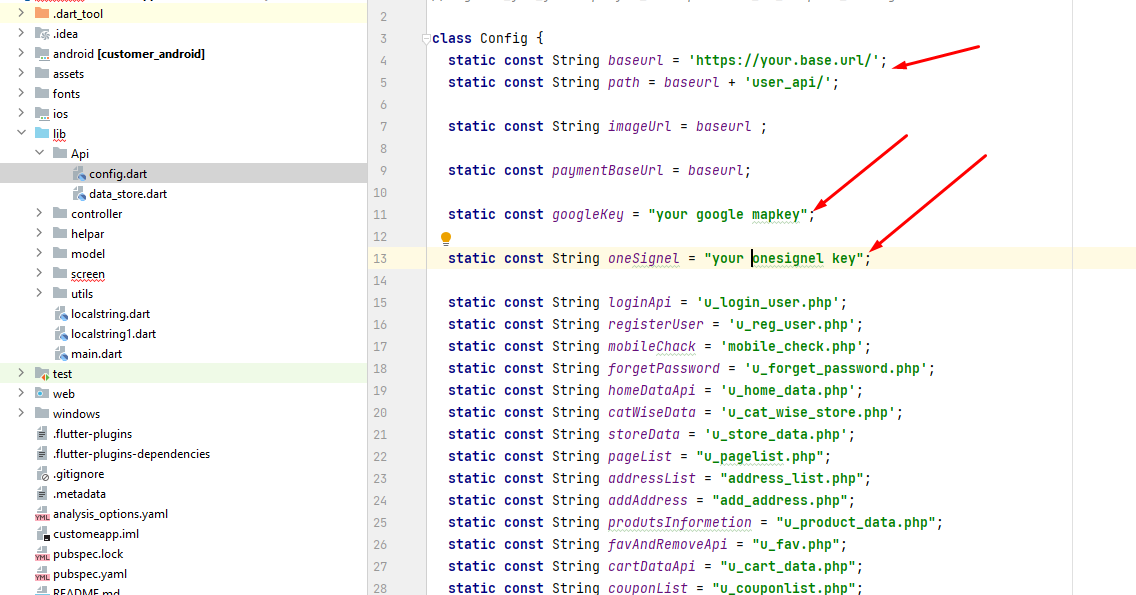 .dart_tool
.idea
android [customer_android]
assets
fonts
ios
lib
Api
config.dart
data_store.dart
controller
helpar
model
screen
utils
localstring.dart
localstring1.dart
main.dart
test
web
windows
.flutter-plugins
.flutter-plugins-dependencies
.gitignore
.metadata
analysis_options.yaml
customeapp.iml
pubspec.lock
pubspec.yaml
README.md
2
3 class Config {
4 static const String baseurl = 'https://your.base.url/';
5 static const String path = baseurl + 'user_api/';
6
7 static const String imageUrl = baseurl ;
8
9 static const String paymentBaseUrl = baseurl;
10
11 static const googleKey = "your google mapkey";
12
13 static const String oneSignel = "your onesignel key";
14
15 static const String loginApi = 'u_login_user.php';
16 static const String registerUser = 'u_reg_user.php';
17 static const String mobileChack = 'mobile_check.php';
18 static const String forgetPassword = 'u_forget_password.php';
19 static const String homeDataApi = 'u_home_data.php';
20 static const String catWiseData = 'u_cat_wise_store.php';
21 static const String storeData = 'u_store_data.php';
22 static const String pageList = "u_pagelist.php";
23 static const String addressList = "address_list.php";
24 static const String addAddress = "add_address.php";
25 static const String produtsInformetion = "u_product_data.php";
26 static const String favAndRemoveApi = "u_fav.php";
27 static const String cartDataApi = "u_cart_data.php";
28 static const String couponList = "u_couponlist.php";